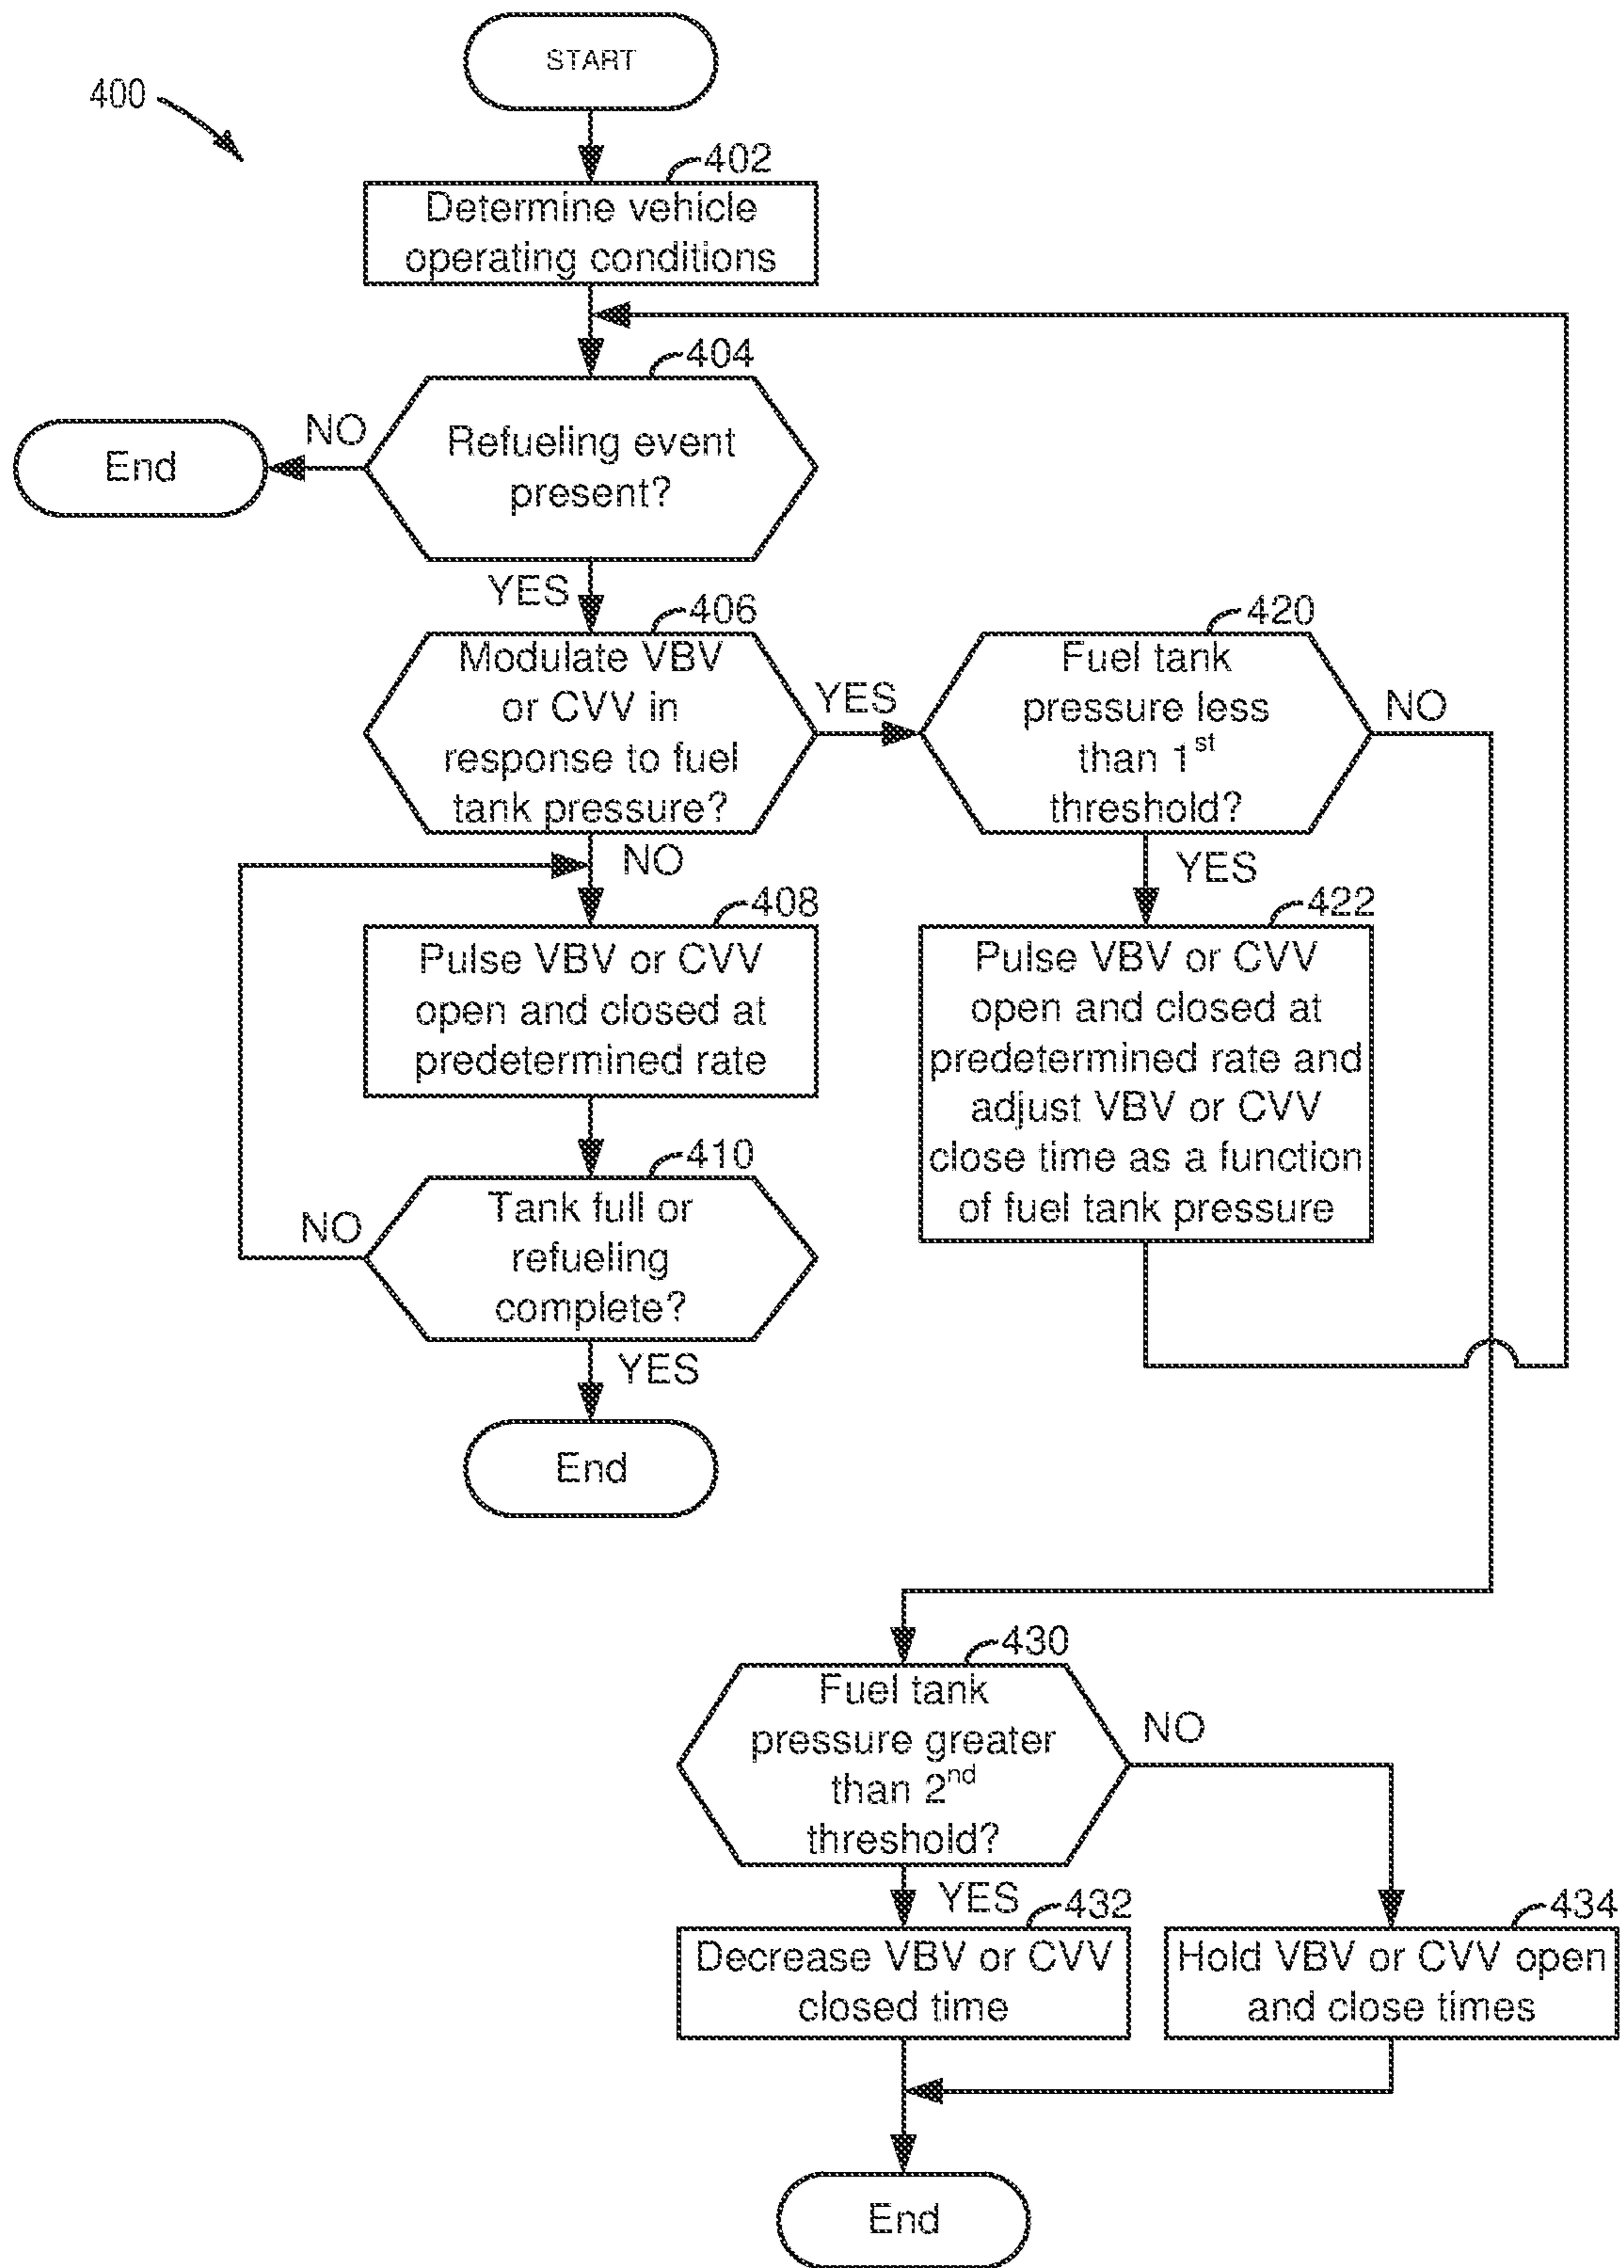 START
400
402
Determine vehicle
operating conditions
404
NO
Refueling event
present?
End
YES
406
Modulate VBV
or CVV in
response to fuel
tank pressure?
YES
420
Fuel tank
pressure less
than 1st
threshold?
NO
NO
YES
408
Pulse VBV or CVV
open and closed at
predetermined rate
422
Pulse VBV or CVV
open and closed at
predetermined rate and
adjust VBV or CVV
close time as a function
of fuel tank pressure
410
NO
Tank full or
refueling
complete?
YES
End
430
Fuel tank
pressure greater
than 2nd
threshold?
NO
YES
432
Decrease VBV or CVV
closed time
434
Hold VBV or CVV open
and close times
End